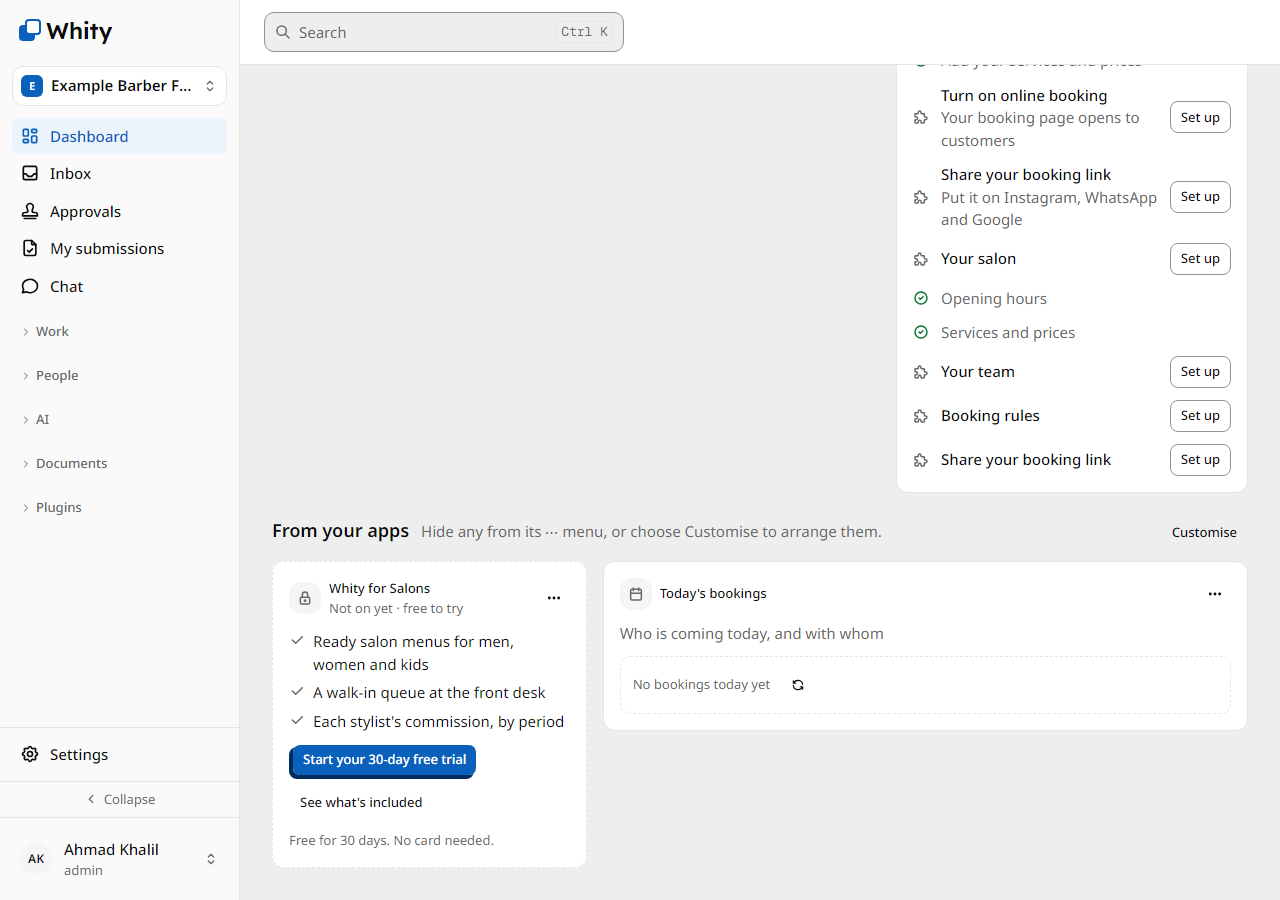 Whity
Search
Ctrl K
E
Example Barber F...
Dashboard
Inbox
Approvals
My submissions
Chat
Work
People
AI
Documents
Plugins
Settings
Collapse
AK
Ahmad Khalil
admin
Add your services and prices
Turn on online booking
Your booking page opens to
customers
Set up
Share your booking link
Put it on Instagram, WhatsApp
and Google
Set up
Your salon
Set up
Opening hours
Services and prices
Your team
Set up
Booking rules
Set up
Share your booking link
Set up
From your apps
Hide any from its ··· menu, or choose Customise to arrange them.
Customise
Whity for Salons
Not on yet · free to try
Ready salon menus for men,
women and kids
A walk-in queue at the front desk
Each stylist's commission, by period
Start your 30-day free trial
See what's included
Free for 30 days. No card needed.
Today's bookings
Who is coming today, and with whom
No bookings today yet